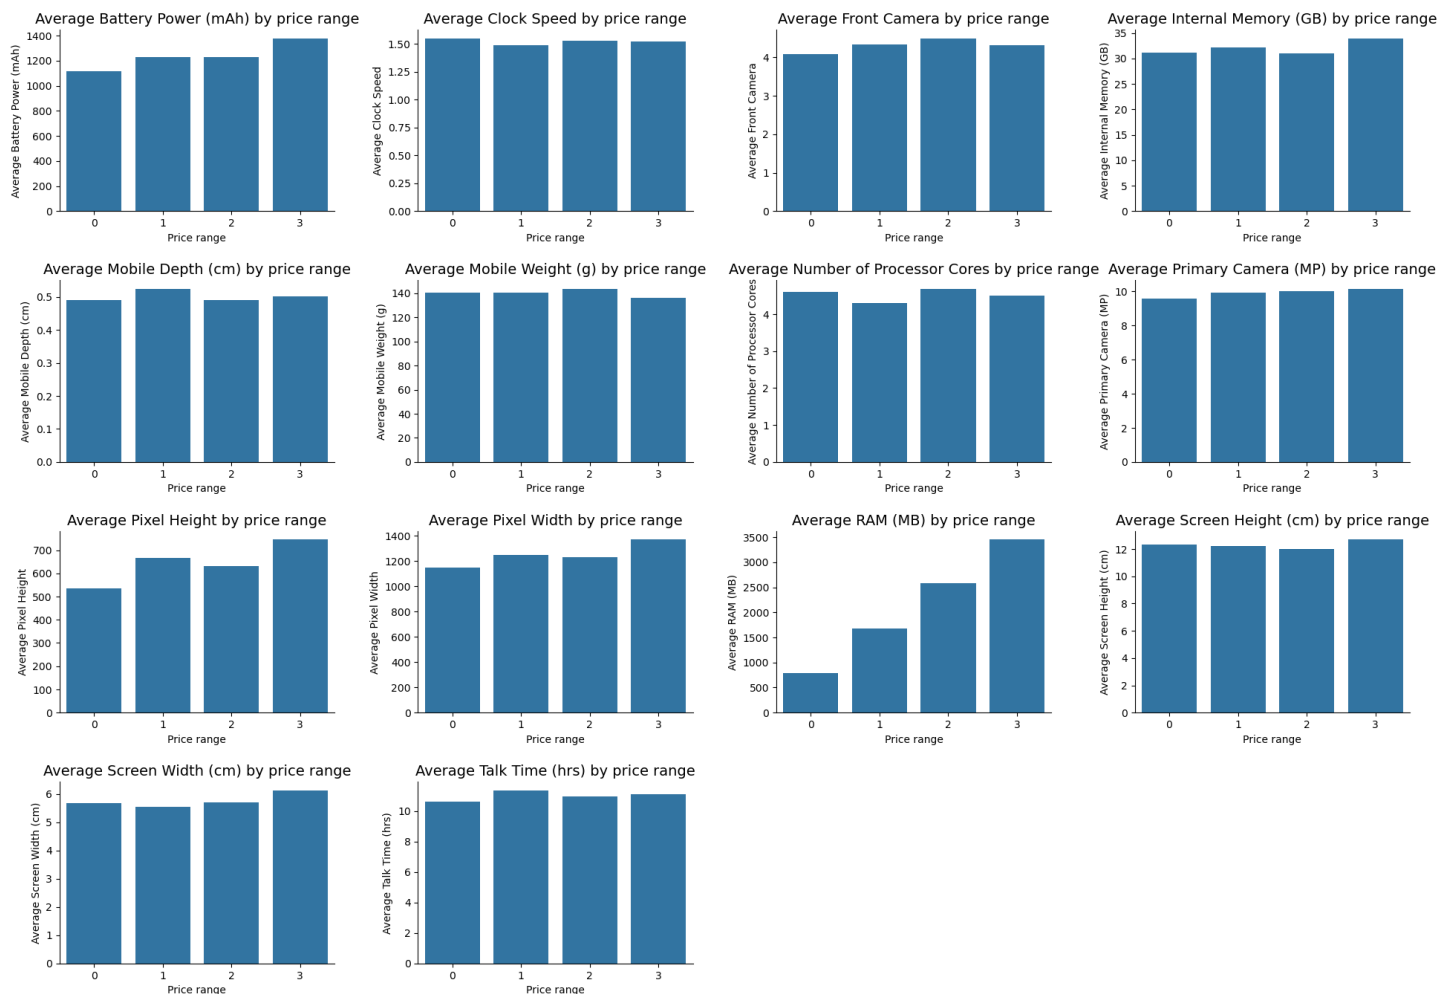 Average Battery Power (mAh) by price range
Average Battery Power (mAh)
1400
1200
1000
800
600
400
200
0
0 1 2 3
Price range
Average Clock Speed by price range
Average Clock Speed
1.50
1.25
1.00
0.75
0.50
0.25
0.00
0 1 2 3
Price range
Average Front Camera by price range
Average Front Camera
4
3
2
1
0
0 1 2 3
Price range
Average Internal Memory (GB) by price range
Average Internal Memory (GB)
35
30
25
20
15
10
5
0
0 1 2 3
Price range
Average Mobile Depth (cm) by price range
Average Mobile Depth (cm)
0.5
0.4
0.3
0.2
0.1
0.0
0 1 2 3
Price range
Average Mobile Weight (g) by price range
Average Mobile Weight (g)
140
120
100
80
60
40
20
0
0 1 2 3
Price range
Average Number of Processor Cores by price range
Average Number of Processor Cores
4
3
2
1
0
0 1 2 3
Price range
Average Primary Camera (MP) by price range
Average Primary Camera (MP)
10
8
6
4
2
0
0 1 2 3
Price range
Average Pixel Height by price range
Average Pixel Height
700
600
500
400
300
200
100
0
0 1 2 3
Price range
Average Pixel Width by price range
Average Pixel Width
1400
1200
1000
800
600
400
200
0
0 1 2 3
Price range
Average RAM (MB) by price range
Average RAM (MB)
3500
3000
2500
2000
1500
1000
500
0
0 1 2 3
Price range
Average Screen Height (cm) by price range
Average Screen Height (cm)
12
10
8
6
4
2
0
0 1 2 3
Price range
Average Screen Width (cm) by price range
Average Screen Width (cm)
6
5
4
3
2
1
0
0 1 2 3
Price range
Average Talk Time (hrs) by price range
Average Talk Time (hrs)
10
8
6
4
2
0
0 1 2 3
Price range